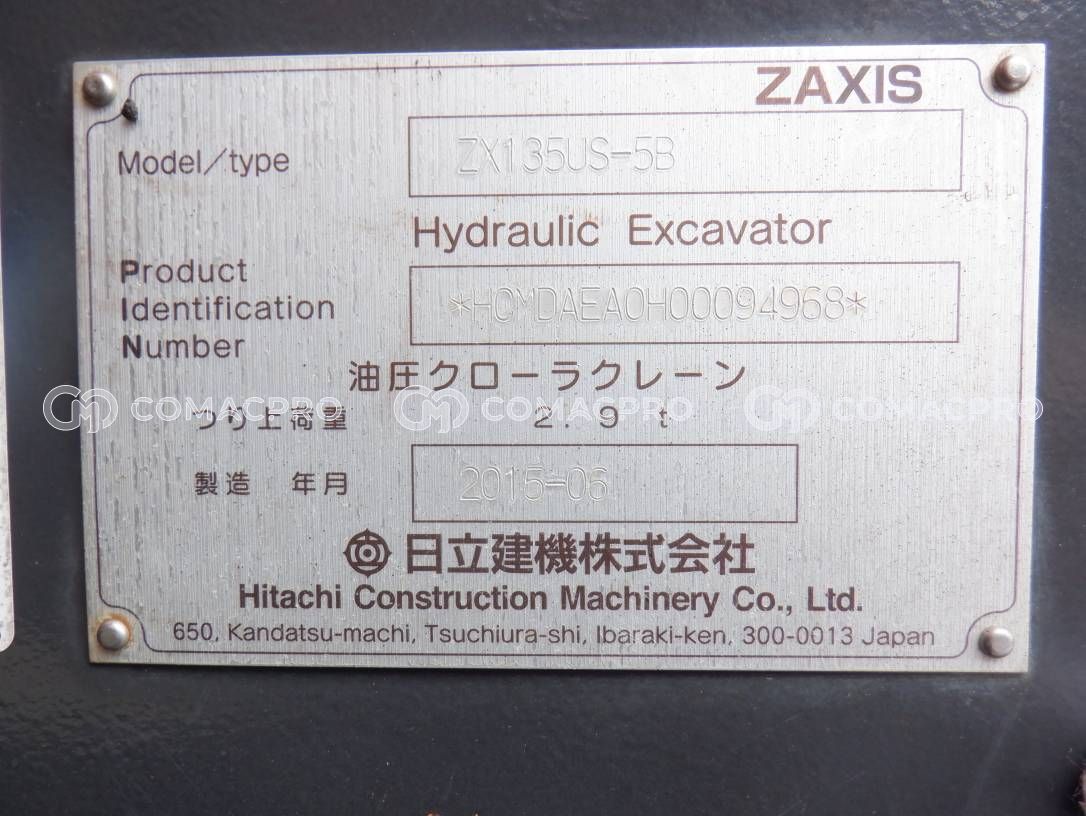 ZAXIS
Model/type ZX135US-5B
Hydraulic Excavator
Product
Identification *HCMDAEA0H00094968*
Number
油圧クローラクレーン
つり上荷重 2.9 t
COMACPRO COMACPRO COMACPRO
製造 年月 2015-06
日立建機株式会社
Hitachi Construction Machinery Co., Ltd.
650, Kandatsu-machi, Tsuchiura-shi, Ibaraki-ken, 300-0013 Japan